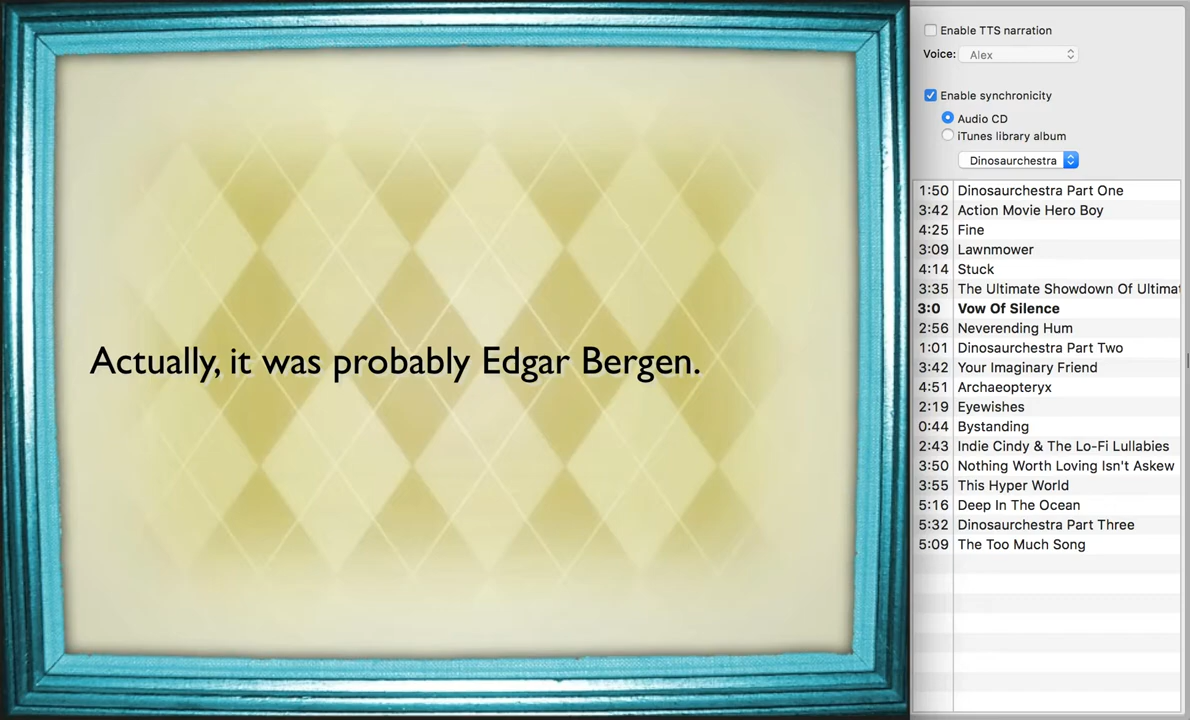 Actually, it was probably Edgar Bergen.
Enable TTS narration
Voice: Alex
Enable synchronicity
Audio CD
iTunes library album
Dinosaurchestra
1:50 Dinosaurchestra Part One
3:42 Action Movie Hero Boy
4:25 Fine
3:09 Lawnmower
4:14 Stuck
3:35 The Ultimate Showdown Of Ultimat
3:0 Vow Of Silence
2:56 Neverending Hum
1:01 Dinosaurchestra Part Two
3:42 Your Imaginary Friend
4:51 Archaeopteryx
2:19 Eyewishes
0:44 Bystanding
2:43 Indie Cindy & The Lo-Fi Lullabies
3:50 Nothing Worth Loving Isn't Askew
3:55 This Hyper World
5:16 Deep In The Ocean
5:32 Dinosaurchestra Part Three
5:09 The Too Much Song